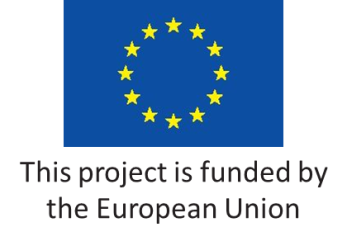 This project is funded by
the European Union